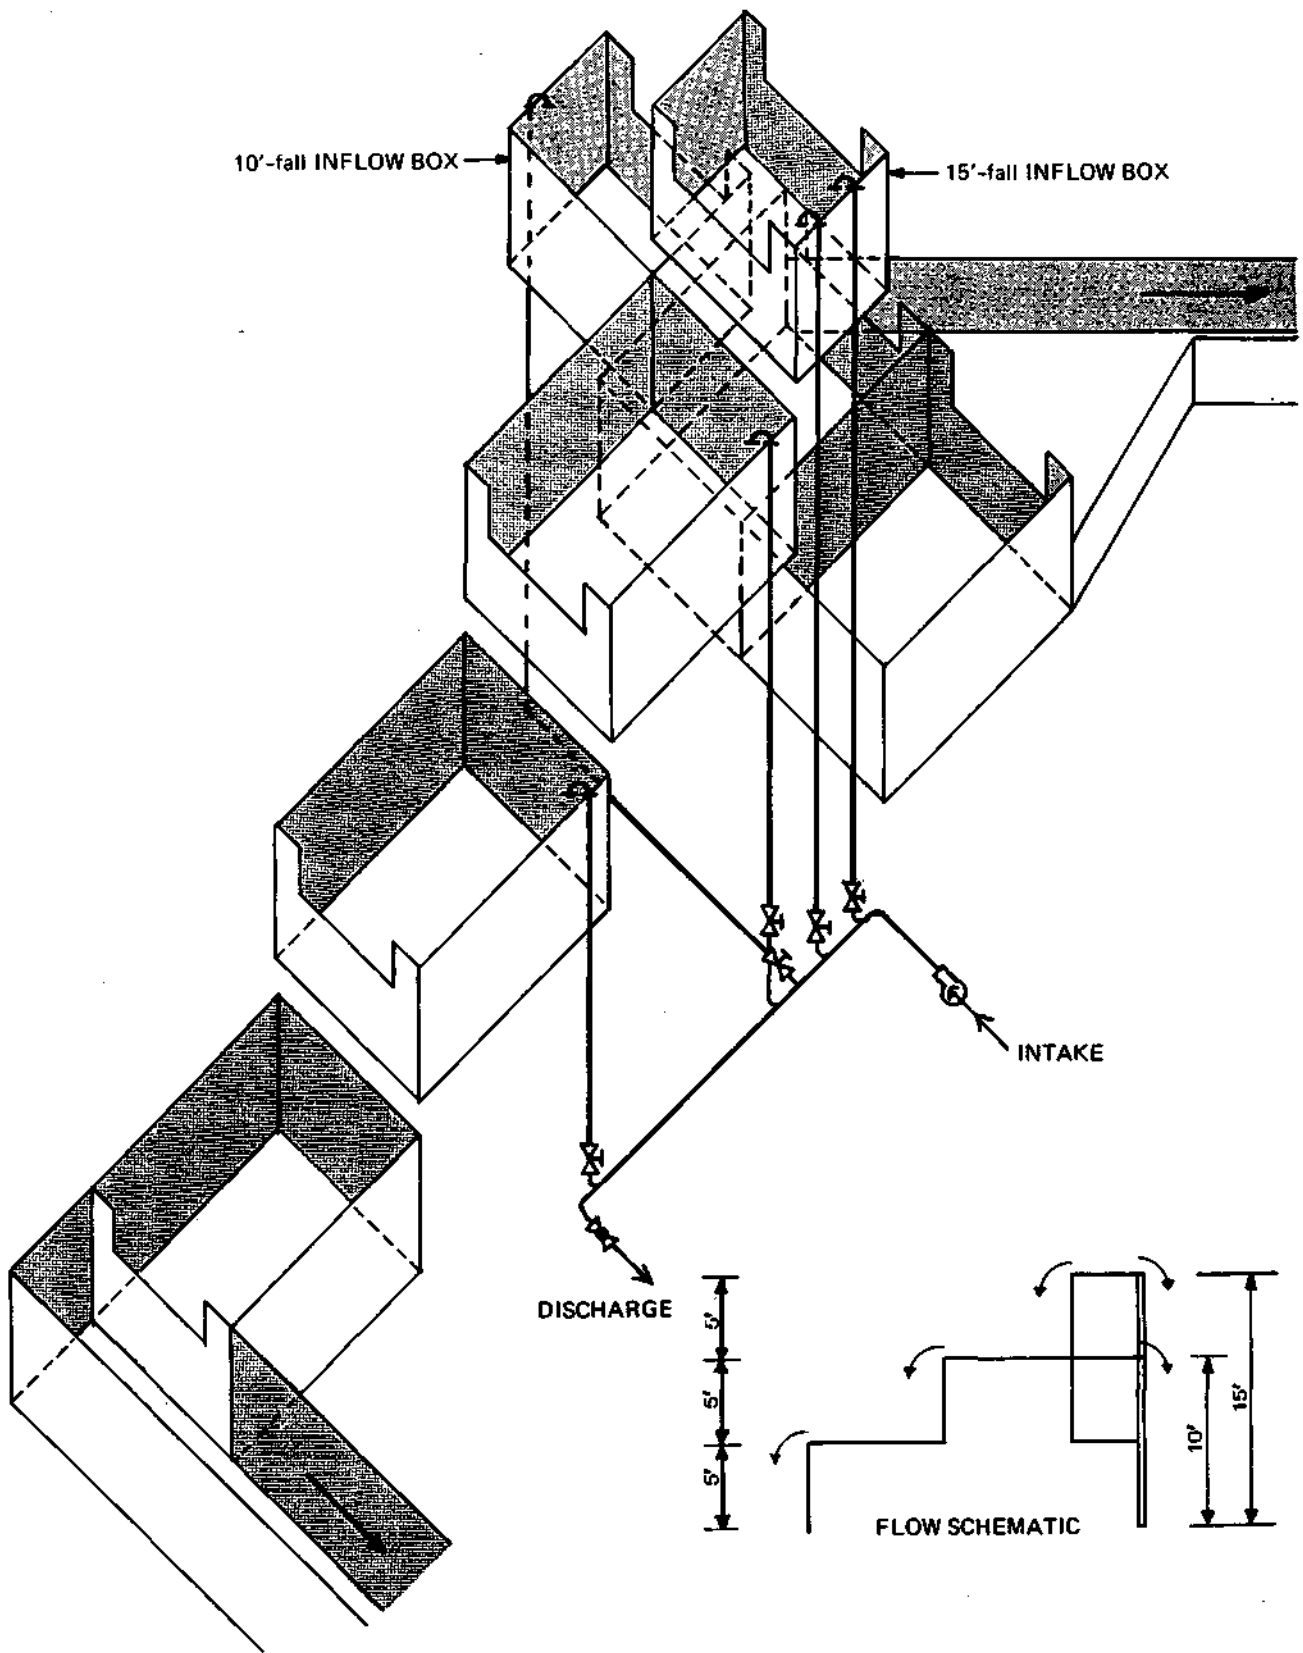 10'-fall INFLOW BOX
15'-fall INFLOW BOX
INTAKE
DISCHARGE
5'
5'
5'
10'
15'
FLOW SCHEMATIC